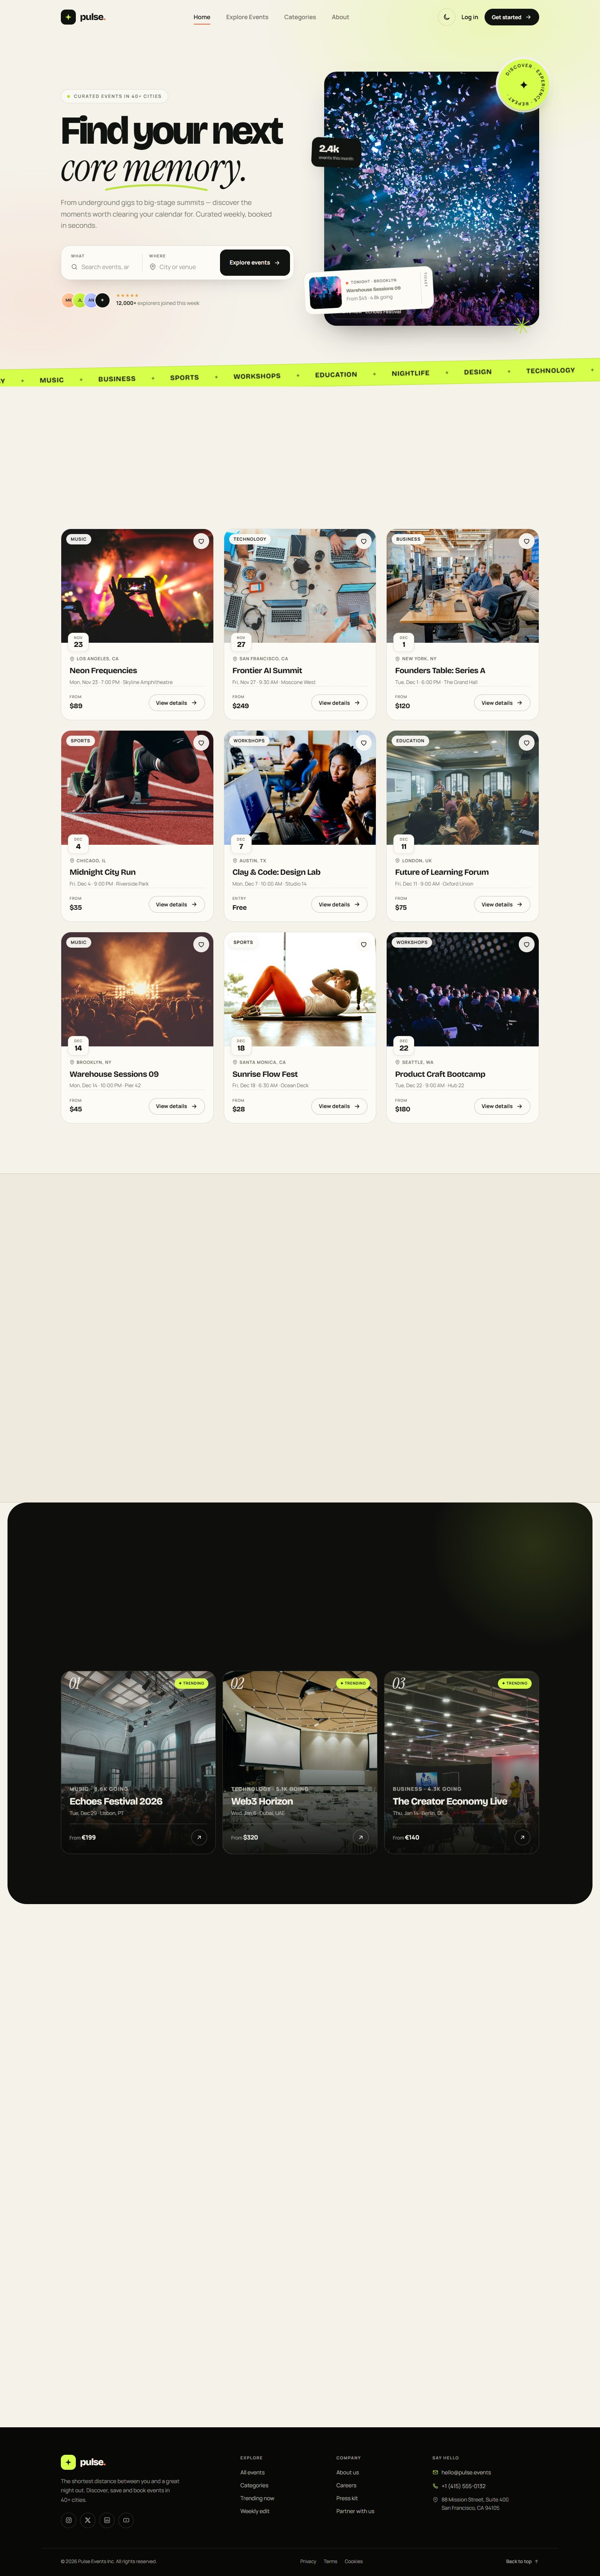 pulse.
Home Explore Events Categories About
Log in
Get started
CURATED EVENTS IN 40+ CITIES
DISCOVER · EXPERIENCE · REPEAT ·
Find your next
core memory.
2.4k
events this month
From underground gigs to big-stage summits — discover the
moments worth clearing your calendar for. Curated weekly, booked
in seconds.
WHAT
Search events, ar
WHERE
City or venue
Explore events
TONIGHT · BROOKLYN
Warehouse Sessions 09
From $45 · 4.8k going
TICKET
MR JL AN +
★★★★★
12,000+ explorers joined this week
Y MUSIC BUSINESS SPORTS WORKSHOPS EDUCATION NIGHTLIFE DESIGN TECHNOLOGY
MUSIC
NOV
23
LOS ANGELES, CA
Neon Frequencies
Mon, Nov 23 · 7:00 PM · Skyline Amphitheatre
FROM
$89
View details
TECHNOLOGY
NOV
27
SAN FRANCISCO, CA
Frontier AI Summit
Fri, Nov 27 · 9:30 AM · Moscone West
FROM
$249
View details
BUSINESS
DEC
1
NEW YORK, NY
Founders Table: Series A
Tue, Dec 1 · 6:00 PM · The Grand Hall
FROM
$120
View details
SPORTS
DEC
4
CHICAGO, IL
Midnight City Run
Fri, Dec 4 · 9:00 PM · Riverside Park
FROM
$35
View details
WORKSHOPS
DEC
7
AUSTIN, TX
Clay & Code: Design Lab
Mon, Dec 7 · 10:00 AM · Studio 14
ENTRY
Free
View details
EDUCATION
DEC
11
LONDON, UK
Future of Learning Forum
Fri, Dec 11 · 9:00 AM · Oxford Union
FROM
$75
View details
MUSIC
DEC
14
BROOKLYN, NY
Warehouse Sessions 09
Mon, Dec 14 · 10:00 PM · Pier 42
FROM
$45
View details
SPORTS
DEC
18
SANTA MONICA, CA
Sunrise Flow Fest
Fri, Dec 18 · 6:30 AM · Ocean Deck
FROM
$28
View details
WORKSHOPS
DEC
22
SEATTLE, WA
Product Craft Bootcamp
Tue, Dec 22 · 9:00 AM · Hub 22
FROM
$180
View details
01
TRENDING
MUSIC · 8.6K GOING
Echoes Festival 2026
Tue, Dec 29 · Lisbon, PT
From €199
02
TRENDING
TECHNOLOGY · 5.1K GOING
Web3 Horizon
Wed, Jan 6 · Dubai, UAE
From $320
03
TRENDING
BUSINESS · 4.3K GOING
The Creator Economy Live
Thu, Jan 14 · Berlin, DE
From €140
pulse.
The shortest distance between you and a great
night out. Discover, save and book events in
40+ cities.
EXPLORE
All events
Categories
Trending now
Weekly edit
COMPANY
About us
Careers
Press kit
Partner with us
SAY HELLO
hello@pulse.events
+1 (415) 555-0132
88 Mission Street, Suite 400
San Francisco, CA 94105
© 2026 Pulse Events Inc. All rights reserved.
Privacy Terms Cookies
Back to top ↑